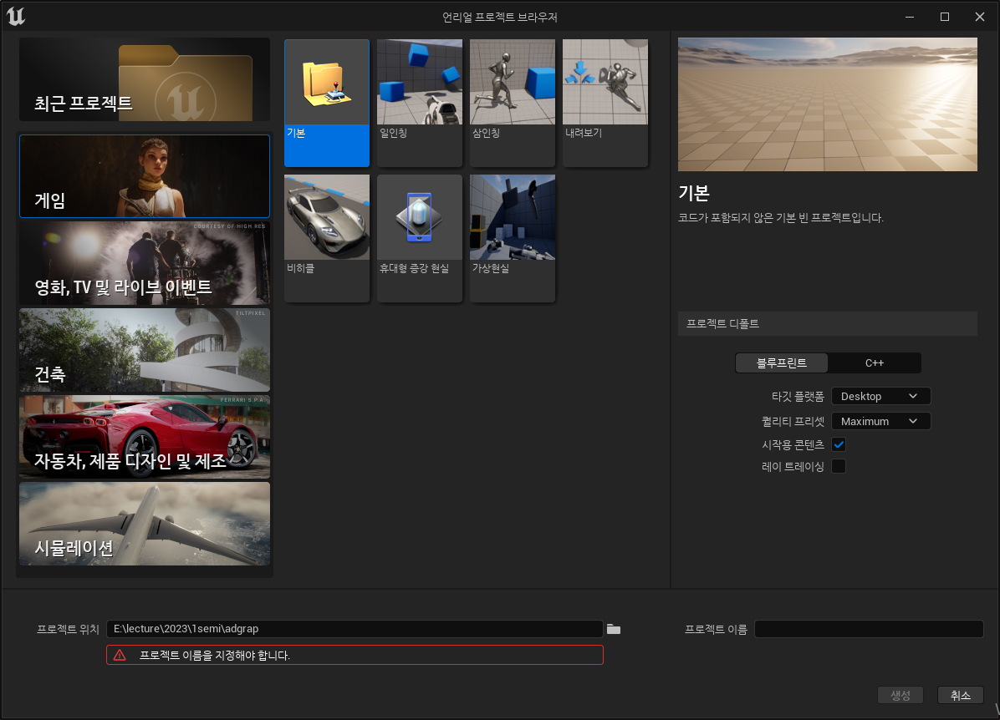 언리얼 프로젝트 브라우저
최근 프로젝트
게임
COURTESY OF HIGH RES
영화, TV 및 라이브 이벤트
TILTPIXEL
건축
FERRARI S.P.A.
자동차, 제품 디자인 및 제조
시뮬레이션
기본
일인칭
삼인칭
내려보기
비히클
휴대형 증강 현실
가상현실
기본
코드가 포함되지 않은 기본 빈 프로젝트입니다.
프로젝트 디폴트
블루프린트
C++
타깃 플랫폼
Desktop
퀄리티 프리셋
Maximum
시작용 콘텐츠
레이 트레이싱
프로젝트 위치
E:\lecture\2023\1semi\adgrap
프로젝트 이름
프로젝트 이름을 지정해야 합니다.
생성
취소